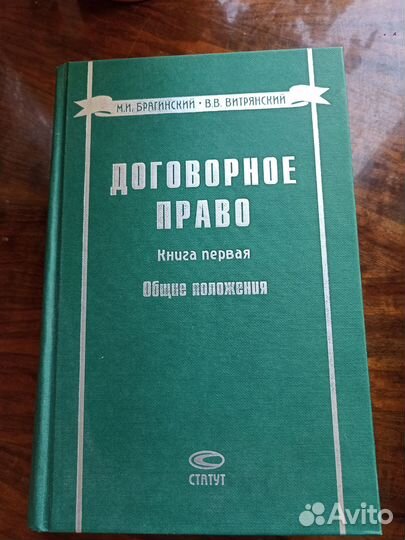 М.И. БРАГИНСКИЙ · В.В. ВИТРЯНСКИЙ
ДОГОВОРНОЕ
ПРАВО
Книга первая
Общие положения
СТАТУТ
Avito